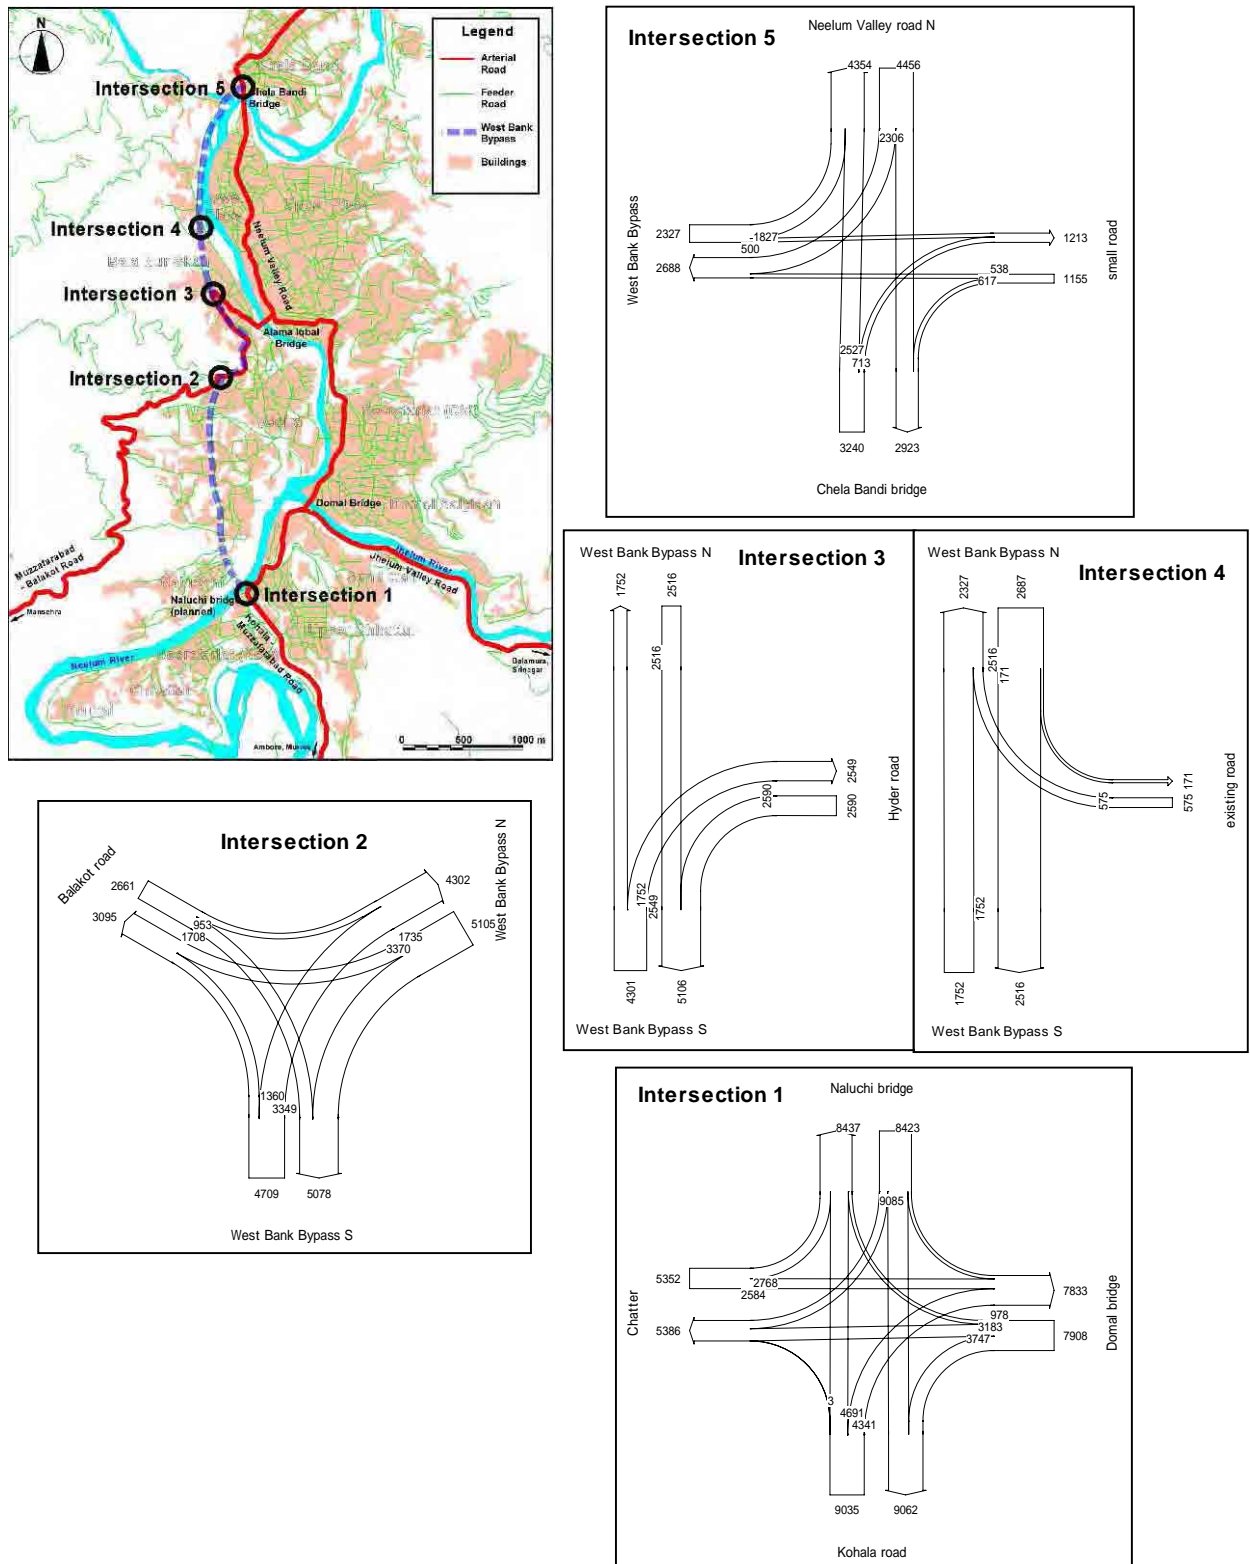 N
Legend
Arterial
Road
Feeder
Road
West Bank
Bypass
Buildings
Intersection 5
Chela Bandi
Bridge
Intersection 4
Neelum Valley Road
Intersection 3
Alama Iqbal
Bridge
Intersection 2
Domal Bridge
Muzzafarabad
- Balakot Road
Mansehra
Jhelum River
Jhelum Valley Road
Naluchi bridge
(planned)
Intersection 1
Kohala -
Muzzafarabad Road
Neelum River
0 500 1000 m
Intersection 5
Neelum Valley road N
4354 4456
2306
West Bank Bypass
2327
1827
500
2688
1213
538
617
1155
small road
2527
713
3240 2923
Chela Bandi bridge
West Bank Bypass N
Intersection 3
1752 2516
2516
2549
2590
2590
Hyder road
1752
2549
4301 5106
West Bank Bypass S
West Bank Bypass N
Intersection 4
2327 2687
2516
171
575
575 171
existing road
1752
1752 2516
West Bank Bypass S
Intersection 2
Balakot road
2661
3095
953
1708
4302
West Bank Bypass N
5105
1735
3370
1360
3349
4709 5078
West Bank Bypass S
Intersection 1
Naluchi bridge
8437 8423
9085
Chatter
5352
2768
2584
5386
7833
978
3183
3747
7908
Domal bridge
3
4691
4341
9035 9062
Kohala road